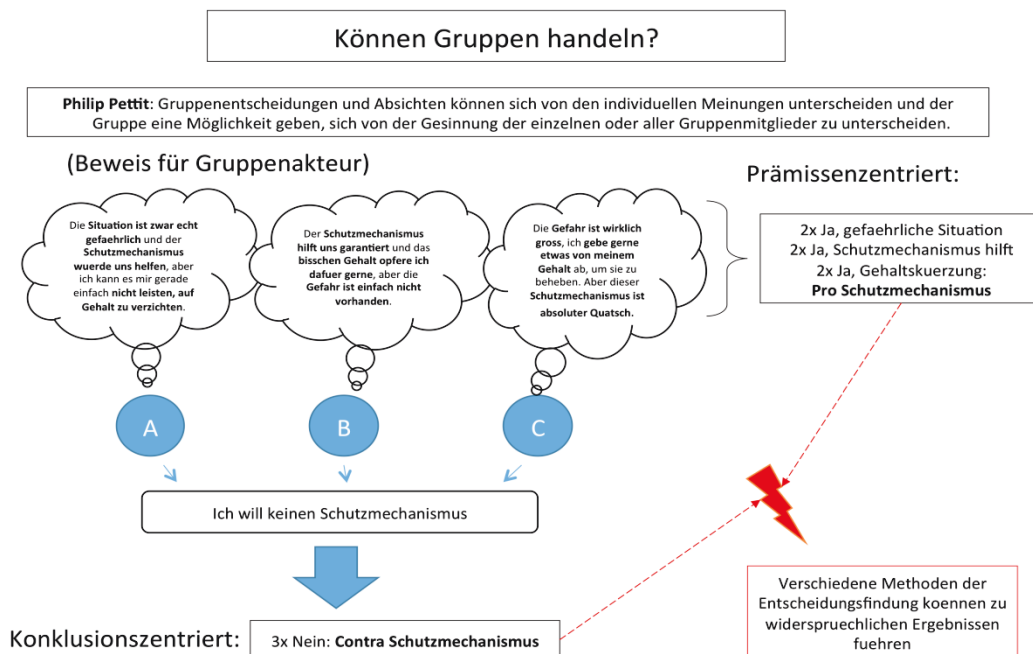 Können Gruppen handeln?
Philip Pettit: Gruppenentscheidungen und Absichten können sich von den individuellen Meinungen unterscheiden und der
Gruppe eine Möglichkeit geben, sich von der Gesinnung der einzelnen oder aller Gruppenmitglieder zu unterscheiden.
(Beweis für Gruppenakteur)
Die Situation ist zwar echt
gefaehrlich und der
Schutzmechanismus
wuerde uns helfen, aber
ich kann es mir gerade
einfach nicht leisten, auf
Gehalt zu verzichten.
Der Schutzmechanismus
hilft uns garantiert und das
bisschen Gehalt opfere ich
dafuer gerne, aber die
Gefahr ist einfach nicht
vorhanden.
Die Gefahr ist wirklich
gross, ich gebe gerne
etwas von meinem
Gehalt ab, um sie zu
beheben. Aber dieser
Schutzmechanismus ist
absoluter Quatsch.
Prämissenzentriert:
2x Ja, gefaehrliche Situation
2x Ja, Schutzmechanismus hilft
2x Ja, Gehaltskuerzung:
Pro Schutzmechanismus
A
B
C
Ich will keinen Schutzmechanismus
Konklusionszentriert:
3x Nein: Contra Schutzmechanismus
Verschiedene Methoden der
Entscheidungsfindung koennen zu
widerspruechlichen Ergebnissen
fuehren